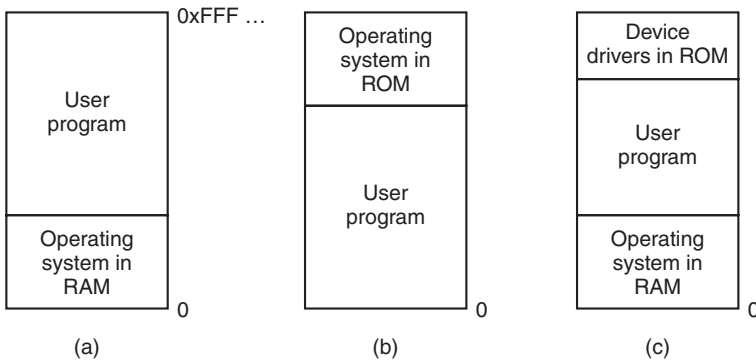 0xFFF …
User
program
Operating
system in
RAM
0
(a)
Operating
system in
ROM
User
program
0
(b)
Device
drivers in ROM
User
program
Operating
system in
RAM
0
(c)